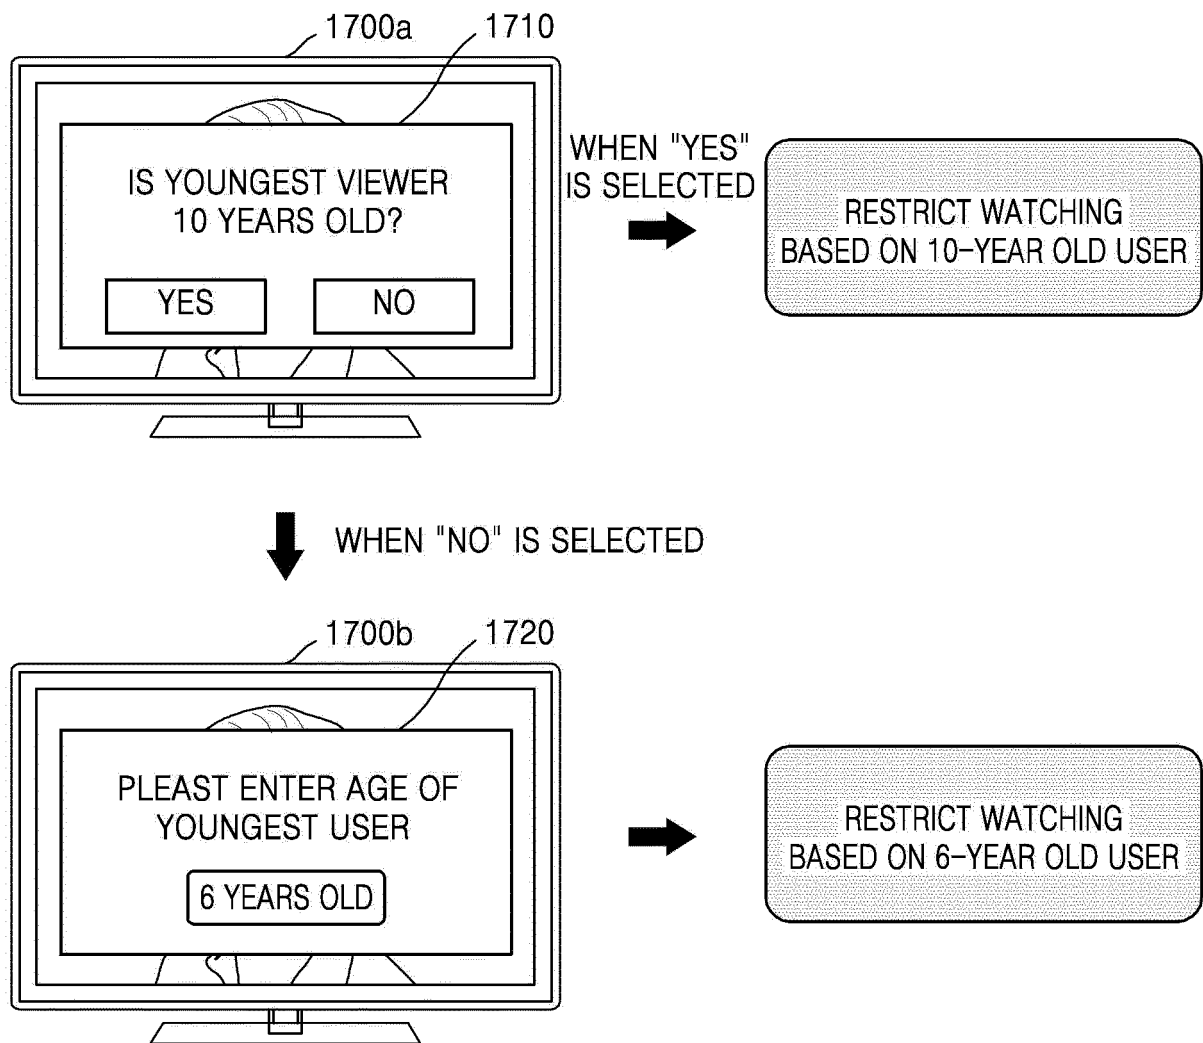 1700a
1710
IS YOUNGEST VIEWER
10 YEARS OLD?
YES
NO
WHEN "YES"
IS SELECTED
RESTRICT WATCHING
BASED ON 10-YEAR OLD USER
WHEN "NO" IS SELECTED
1700b
1720
PLEAST ENTER AGE OF
YOUNGEST USER
6 YEARS OLD
RESTRICT WATCHING
BASED ON 6-YEAR OLD USER